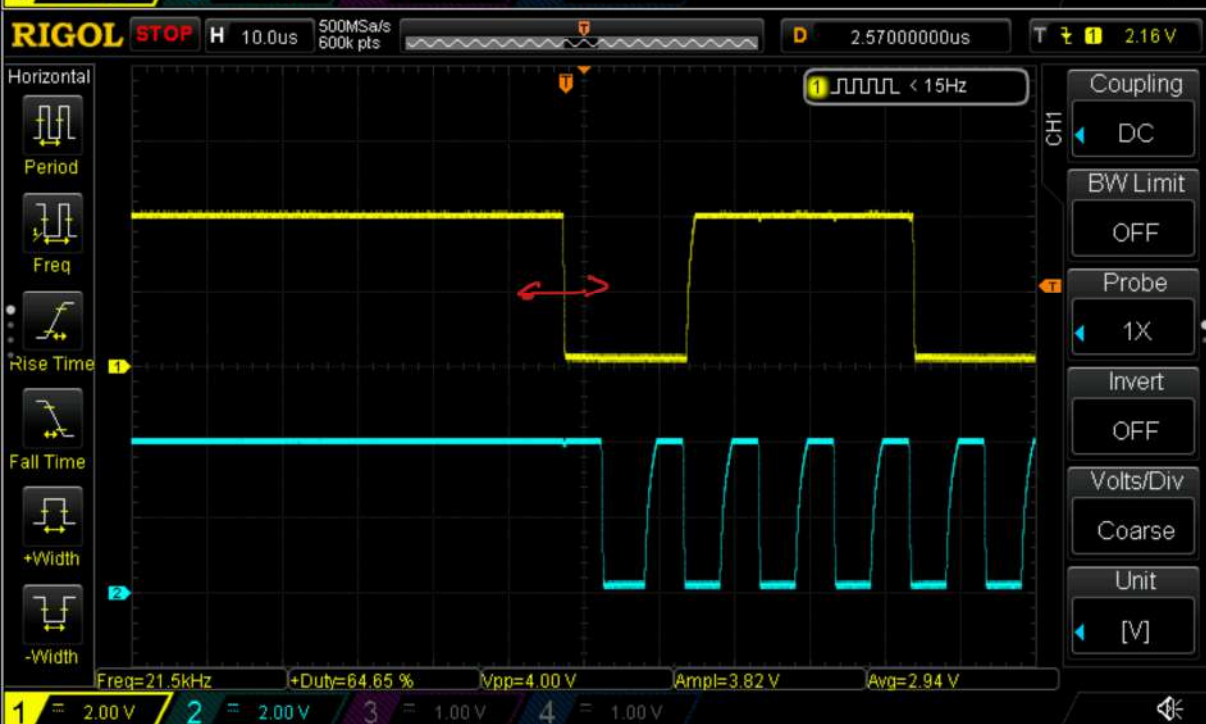 RIGOL STOP H 10.0us 500MSa/s 600k pts D 2.57000000us T 1 2.16 V
Horizontal
Period
Freq
Rise Time
Fall Time
+Width
-Width
T
1 < 15Hz
T
1
2
CH1
Coupling
DC
BW Limit
OFF
Probe
1X
Invert
OFF
Volts/Div
Coarse
Unit
[V]
Freq=21.5kHz +Duty=64.65 % Vpp=4.00 V Ampl=3.82 V Avg=2.94 V
1 = 2.00 V 2 = 2.00 V 3 = 1.00 V 4 = 1.00 V